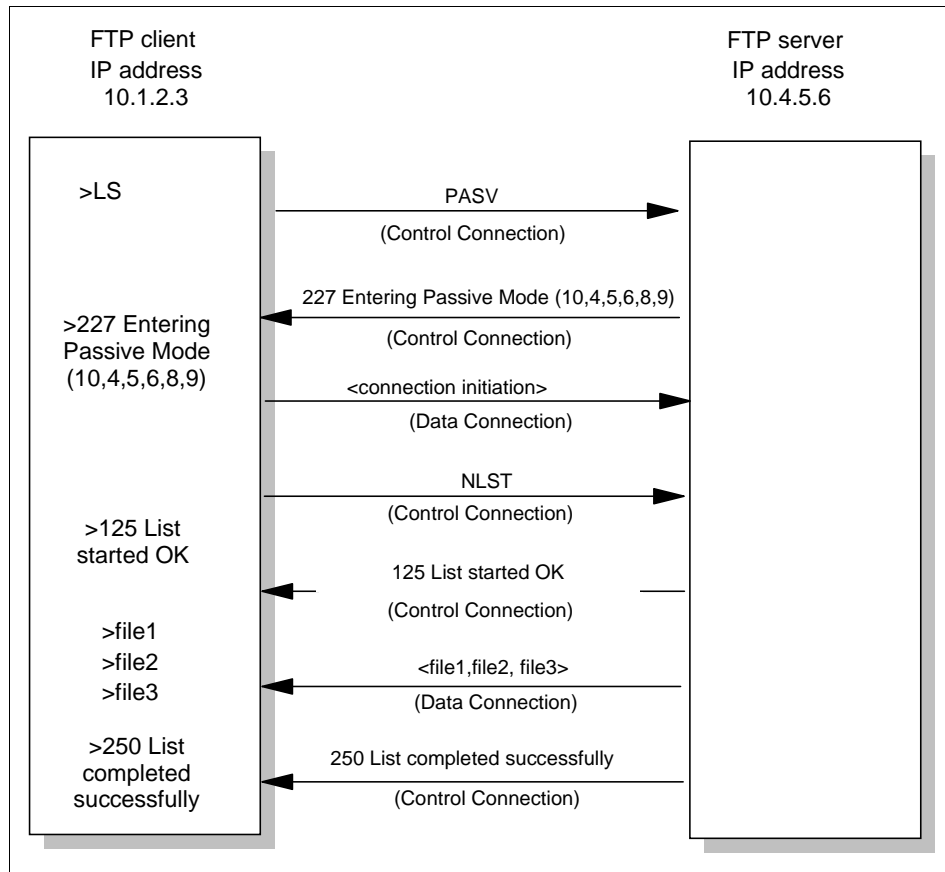 FTP client
IP address
10.1.2.3
FTP server
IP address
10.4.5.6
>LS
PASV
(Control Connection)
227 Entering Passive Mode (10,4,5,6,8,9)
(Control Connection)
>227 Entering
Passive Mode
(10,4,5,6,8,9)
<connection initiation>
(Data Connection)
NLST
(Control Connection)
>125 List
started OK
125 List started OK
(Control Connection)
>file1
>file2
>file3
<file1,file2, file3>
(Data Connection)
>250 List
completed
successfully
250 List completed successfully
(Control Connection)